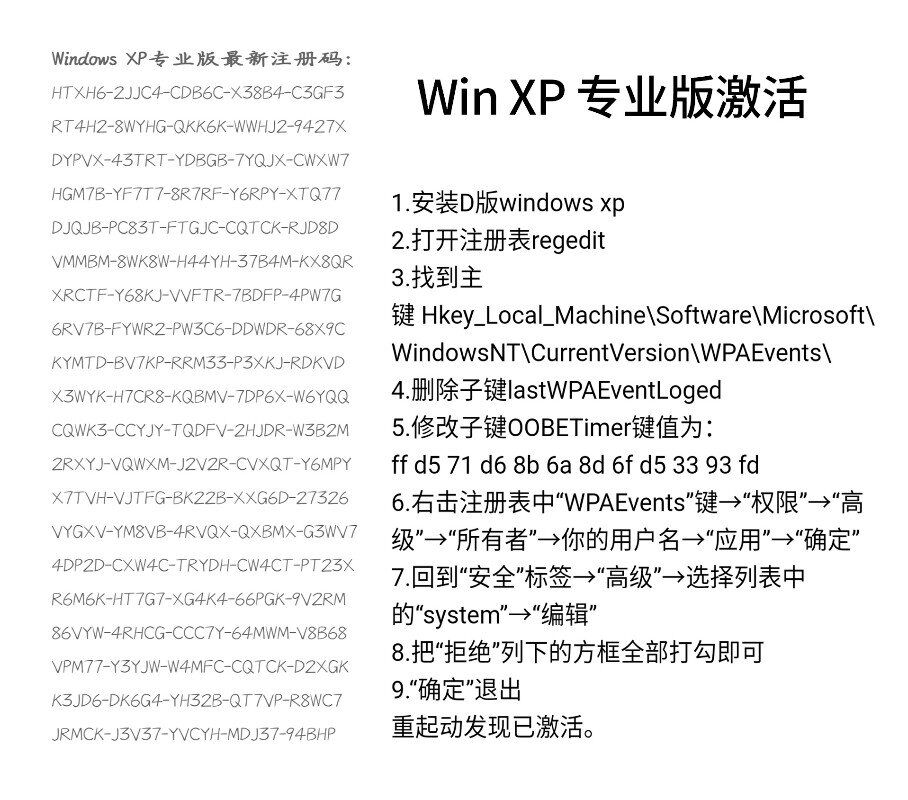 Windows XP专业版最新注册码：
HTXH6-2JJC4-CDB6C-X38B4-C3GF3
RT4H2-8WYHG-QKK6K-WWHJ2-9427X
DYPVX-43TRT-YDBGB-7YQJX-CWXW7
HGM7B-YF7T7-8R7RF-Y6RPY-XTQ77
DJQJB-PC83T-FTGJC-CQTCK-RJD8D
VMMBM-8WK8W-H44YH-37B4M-KX8QR
XRCTF-Y68KJ-VVFTR-7BDFP-4PW7G
6RV7B-FYWR2-PW3C6-DDWDR-68X9C
KYMTD-BV7KP-RRM33-P3XKJ-RDKVD
X3WYK-H7CR8-KQBMV-7DP6X-W6YQQ
CQWK3-CCYJY-TQDFV-2HJDR-W3B2M
2RXYJ-VQWXM-J2V2R-CVXQT-Y6MPY
X7TVH-VJTFG-BK22B-XXG6D-27326
VYGXV-YM8VB-4RVQX-QXBMX-G3WV7
4DP2D-CXW4C-TRYDH-CW4CT-PT23X
R6M6K-HT7G7-XG4K4-66PGK-9V2RM
86VYW-4RHCG-CCC7Y-64MWM-V8B68
VPM77-Y3YJW-W4MFC-CQTCK-D2XGK
K3JD6-DK6G4-YH32B-QT7VP-R8WC7
JRMCK-J3V37-YVCYH-MDJ37-94BHP
Win XP 专业版激活
1.安装D版windows xp
2.打开注册表regedit
3.找到主
键 Hkey_Local_Machine\Software\Microsoft\
WindowsNT\CurrentVersion\WPAEvents\
4.删除子键lastWPAEventLoged
5.修改子键OOBETimer键值为：
ff d5 71 d6 8b 6a 8d 6f d5 33 93 fd
6.右击注册表中“WPAEvents”键→“权限”→“高
级”→“所有者”→你的用户名→“应用”→“确定”
7.回到“安全”标签→“高级”→选择列表中
的“system”→“编辑”
8.把“拒绝”列下的方框全部打勾即可
9.“确定”退出
重起动发现已激活。